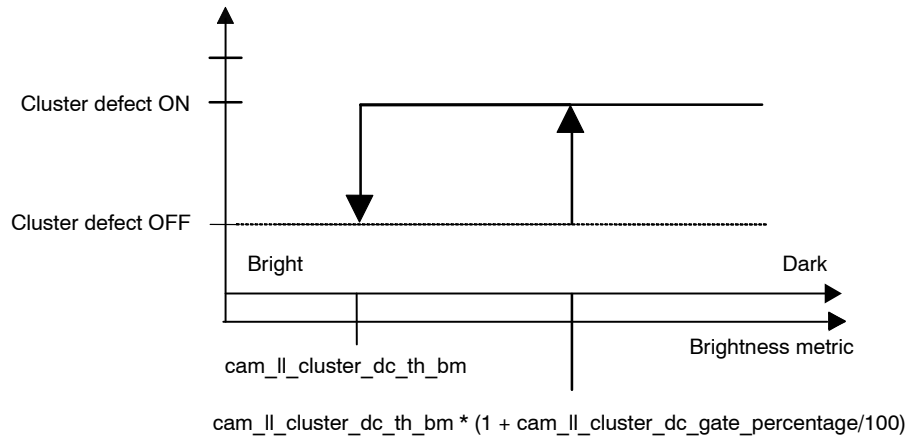 Cluster defect ON
Cluster defect OFF
Bright
Dark
Brightness metric
cam_ll_cluster_dc_th_bm
cam_ll_cluster_dc_th_bm * (1 + cam_ll_cluster_dc_gate_percentage/100)